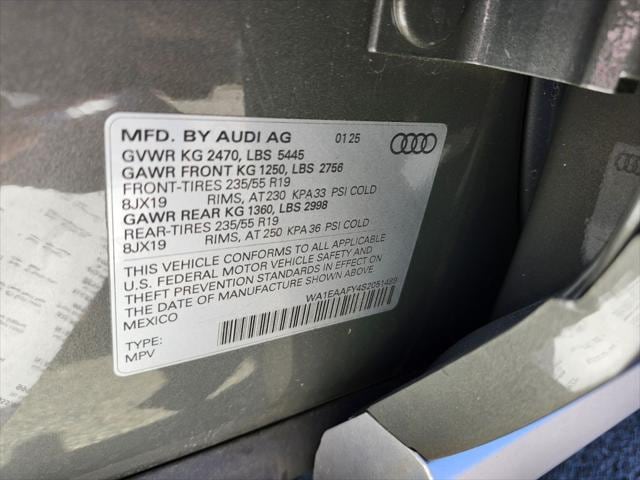 MFD. BY AUDI AG 01 25
GVWR KG 2470, LBS 5445
GAWR FRONT KG 1250, LBS 2756
FRONT-TIRES 235/55 R19
8JX19 RIMS, AT 230 KPA 33 PSI COLD
GAWR REAR KG 1360, LBS 2998
REAR-TIRES 235/55 R19
8JX19 RIMS, AT 250 KPA 36 PSI COLD
THIS VEHICLE CONFORMS TO ALL APPLICABLE
U.S. FEDERAL MOTOR VEHICLE SAFETY AND
THEFT PREVENTION STANDARDS IN EFFECT ON
THE DATE OF MANUFACTURE SHOWN ABOVE
MEXICO
WA1EAAFY4S2051489
TYPE:
MPV